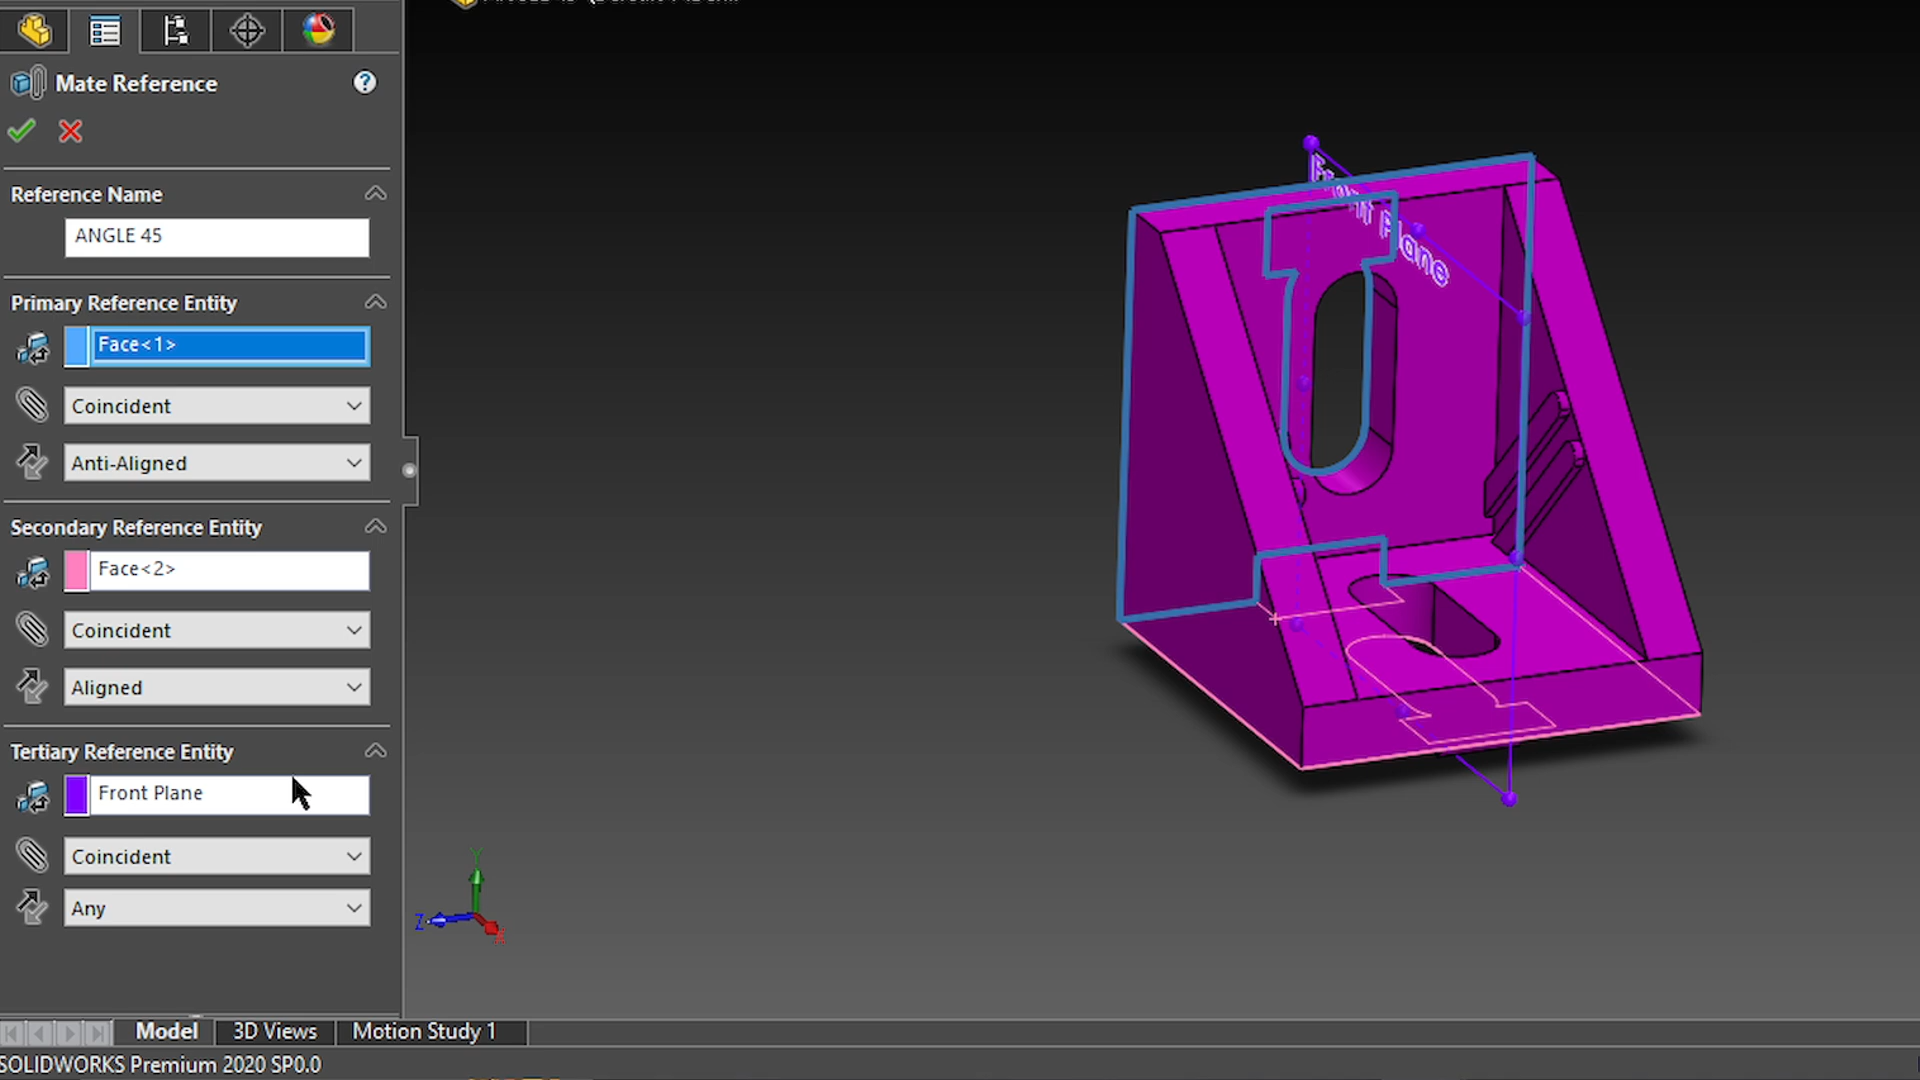 Mate Reference
?
Reference Name
ANGLE 45
Primary Reference Entity
Face<1>
Coincident
Anti-Aligned
Secondary Reference Entity
Face<2>
Coincident
Aligned
Tertiary Reference Entity
Front Plane
Coincident
Any
Front Plane
Y
Z
X
Model
3D Views
Motion Study 1
SOLIDWORKS Premium 2020 SP0.0